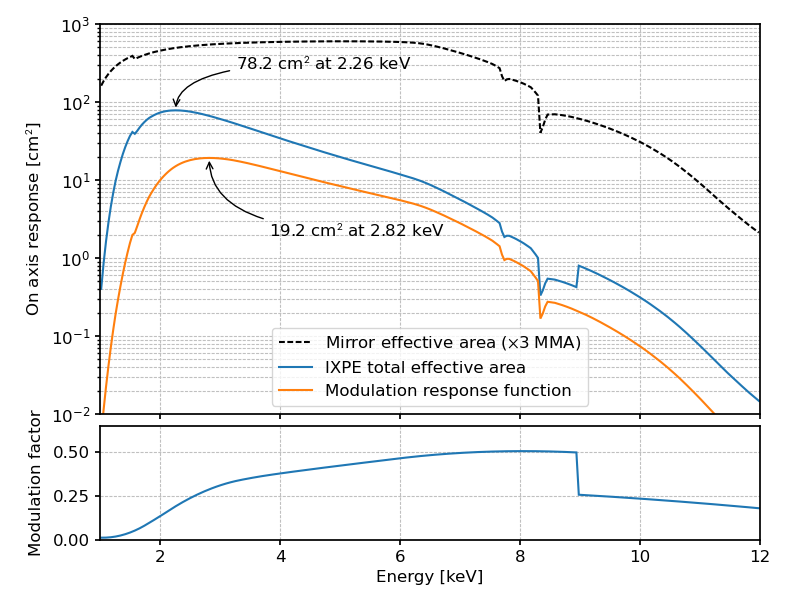 10³
78.2 cm² at 2.26 keV
10²
On axis response [cm²]
10¹
19.2 cm² at 2.82 keV
10⁰
10⁻¹
Mirror effective area (×3 MMA)
IXPE total effective area
Modulation response function
10⁻²
Modulation factor
0.50
0.25
0.00
2 4 6 8 10 12
Energy [keV]